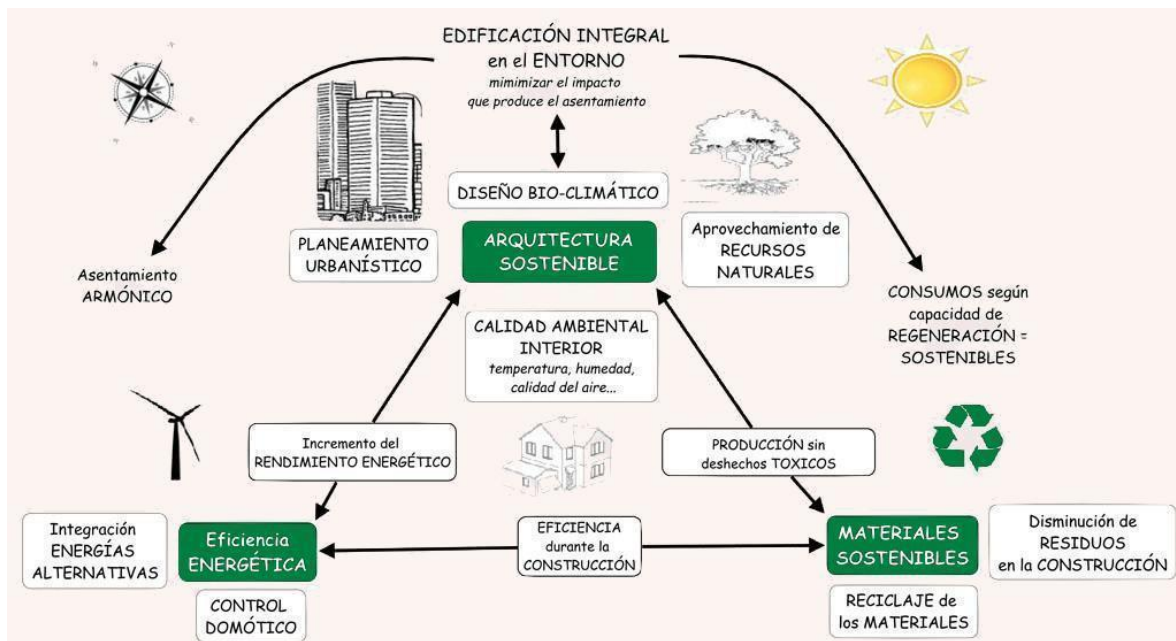 EDIFICACIÓN INTEGRAL
en el ENTORNO
mimimizar el impacto
que produce el asentamiento
DISEÑO BIO-CLIMÁTICO
PLANEAMIENTO
URBANÍSTICO
ARQUITECTURA
SOSTENIBLE
Aprovechamiento de
RECURSOS
NATURALES
Asentamiento
ARMÓNICO
CONSUMOS según
capacidad de
REGENERACIÓN =
SOSTENIBLES
CALIDAD AMBIENTAL
INTERIOR
temperatura, humedad,
calidad del aire...
Incremento del
RENDIMIENTO ENERGÉTICO
PRODUCCIÓN sin
deshechos TOXICOS
Integración
ENERGÍAS
ALTERNATIVAS
Eficiencia
ENERGÉTICA
EFICIENCIA
durante la
CONSTRUCCIÓN
MATERIALES
SOSTENIBLES
Disminución de
RESIDUOS
en la CONSTRUCCIÓN
CONTROL
DOMÓTICO
RECICLAJE de
los MATERIALES